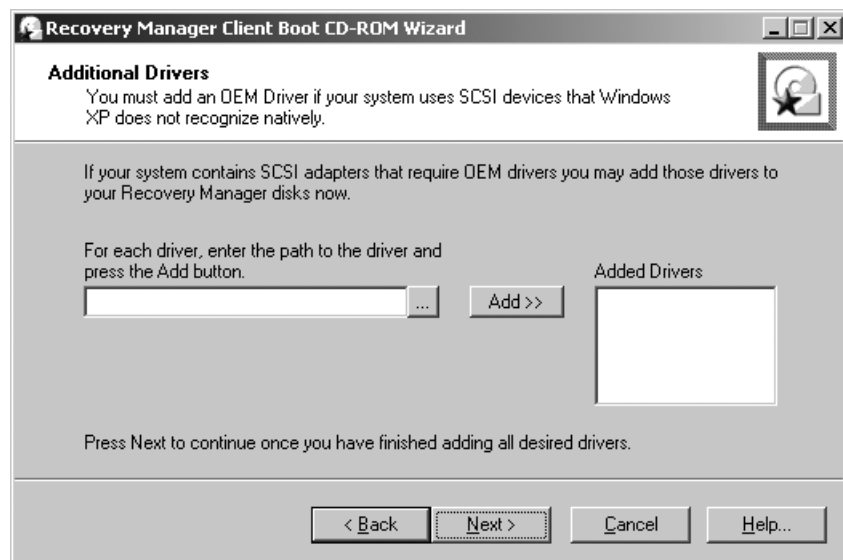 Recovery Manager Client Boot CD-ROM Wizard
Additional Drivers
You must add an OEM Driver if your system uses SCSI devices that Windows
XP does not recognize natively.
If your system contains SCSI adapters that require OEM drivers you may add those drivers to
your Recovery Manager disks now.
For each driver, enter the path to the driver and
press the Add button.
Added Drivers
...
Add >>
Press Next to continue once you have finished adding all desired drivers.
< Back
Next >
Cancel
Help...